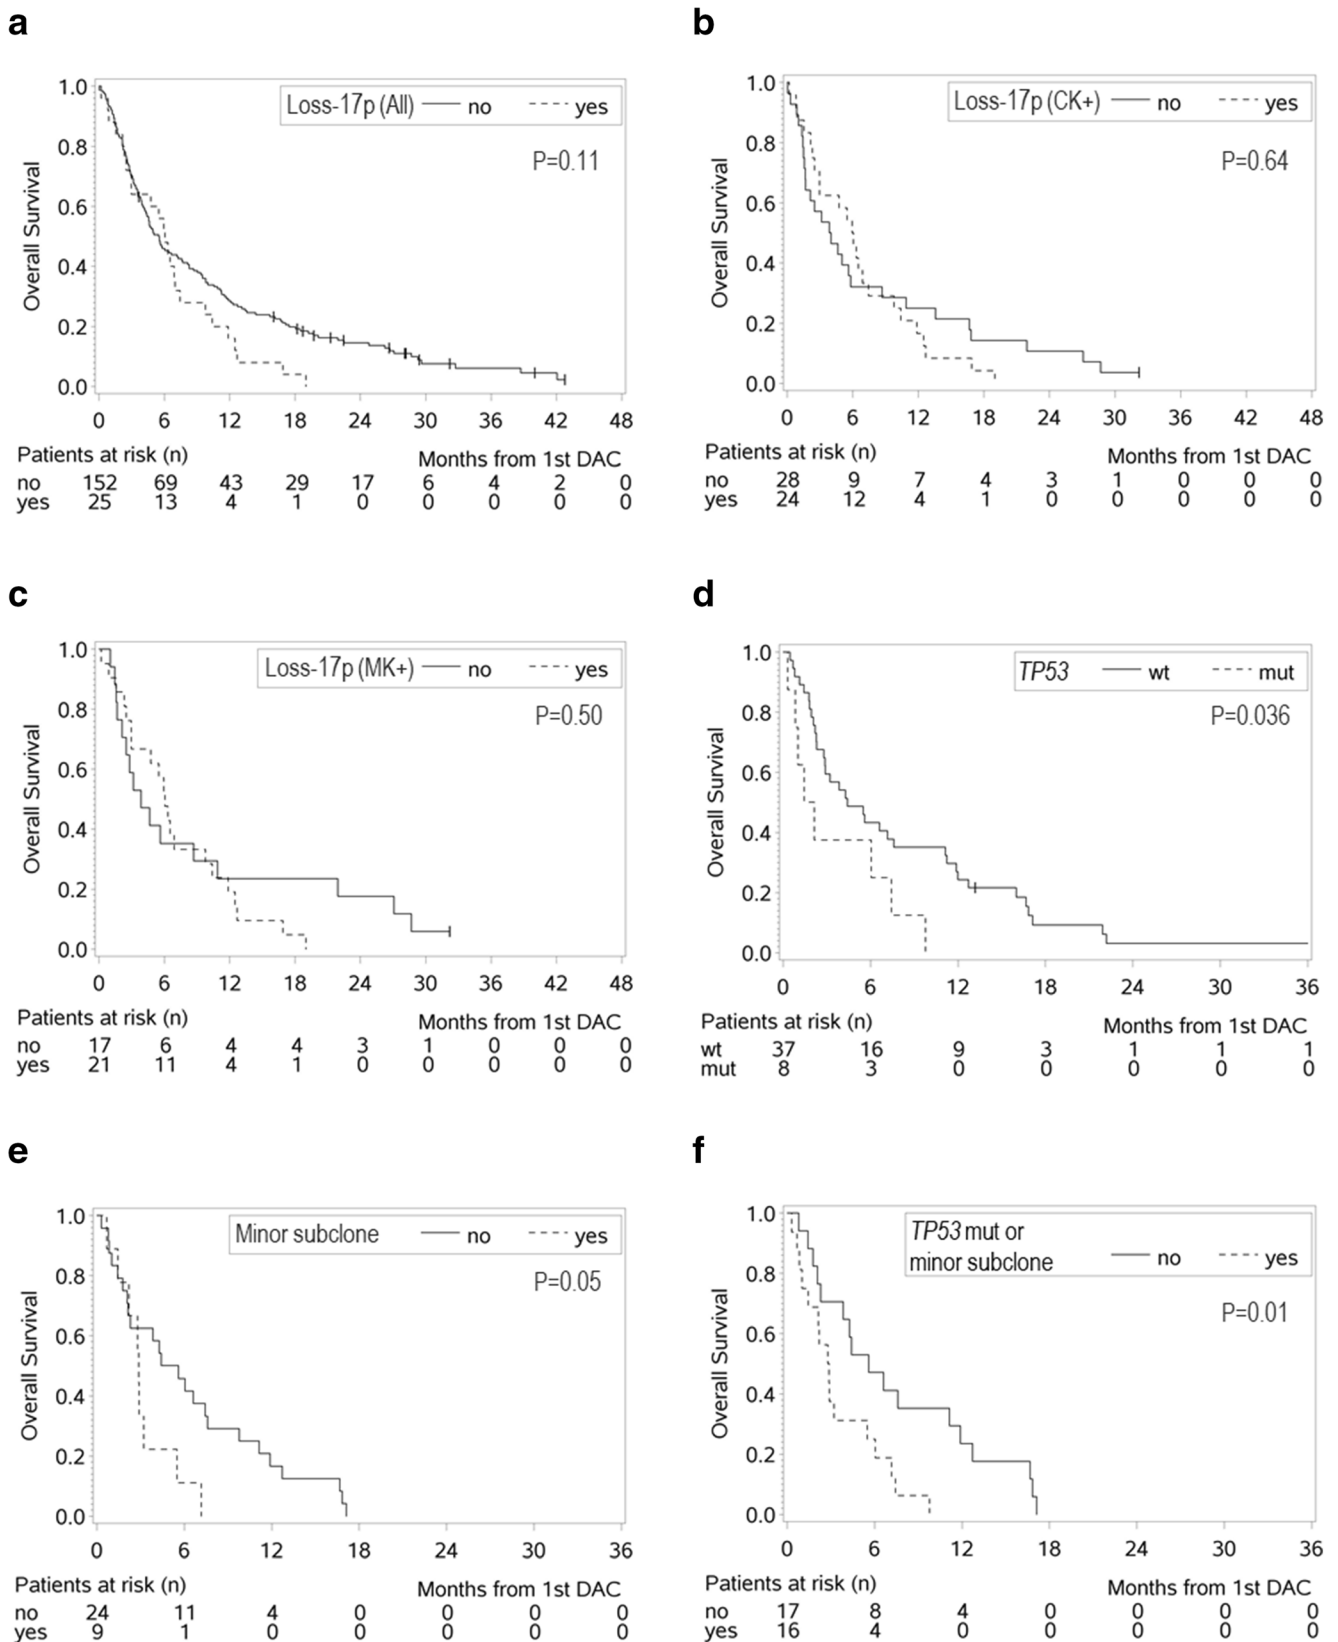 a
Loss-17p (All) no yes
P=0.11
Overall Survival
1.0
0.8
0.6
0.4
0.2
0.0
0 6 12 18 24 30 36 42 48
Patients at risk (n) Months from 1st DAC
no 152 69 43 29 17 6 4 2 0
yes 25 13 4 1 0 0 0 0 0
b
Loss-17p (CK+) no yes
P=0.64
Overall Survival
1.0
0.8
0.6
0.4
0.2
0.0
0 6 12 18 24 30 36 42 48
Patients at risk (n) Months from 1st DAC
no 28 9 7 4 3 1 0 0 0
yes 24 12 4 1 0 0 0 0 0
c
Loss-17p (MK+) no yes
P=0.50
Overall Survival
1.0
0.8
0.6
0.4
0.2
0.0
0 6 12 18 24 30 36 42 48
Patients at risk (n) Months from 1st DAC
no 17 6 4 4 3 1 0 0 0
yes 21 11 4 1 0 0 0 0 0
d
TP53 wt mut
P=0.036
Overall Survival
1.0
0.8
0.6
0.4
0.2
0.0
0 6 12 18 24 30 36
Patients at risk (n) Months from 1st DAC
wt 37 16 9 3 1 1 1
mut 8 3 0 0 0 0 0
e
Minor subclone no yes
P=0.05
Overall Survival
1.0
0.8
0.6
0.4
0.2
0.0
0 6 12 18 24 30 36
Patients at risk (n) Months from 1st DAC
no 24 11 4 0 0 0 0
yes 9 1 0 0 0 0 0
f
TP53 mut or
minor subclone no yes
P=0.01
Overall Survival
1.0
0.8
0.6
0.4
0.2
0.0
0 6 12 18 24 30 36
Patients at risk (n) Months from 1st DAC
no 17 8 4 0 0 0 0
yes 16 4 0 0 0 0 0